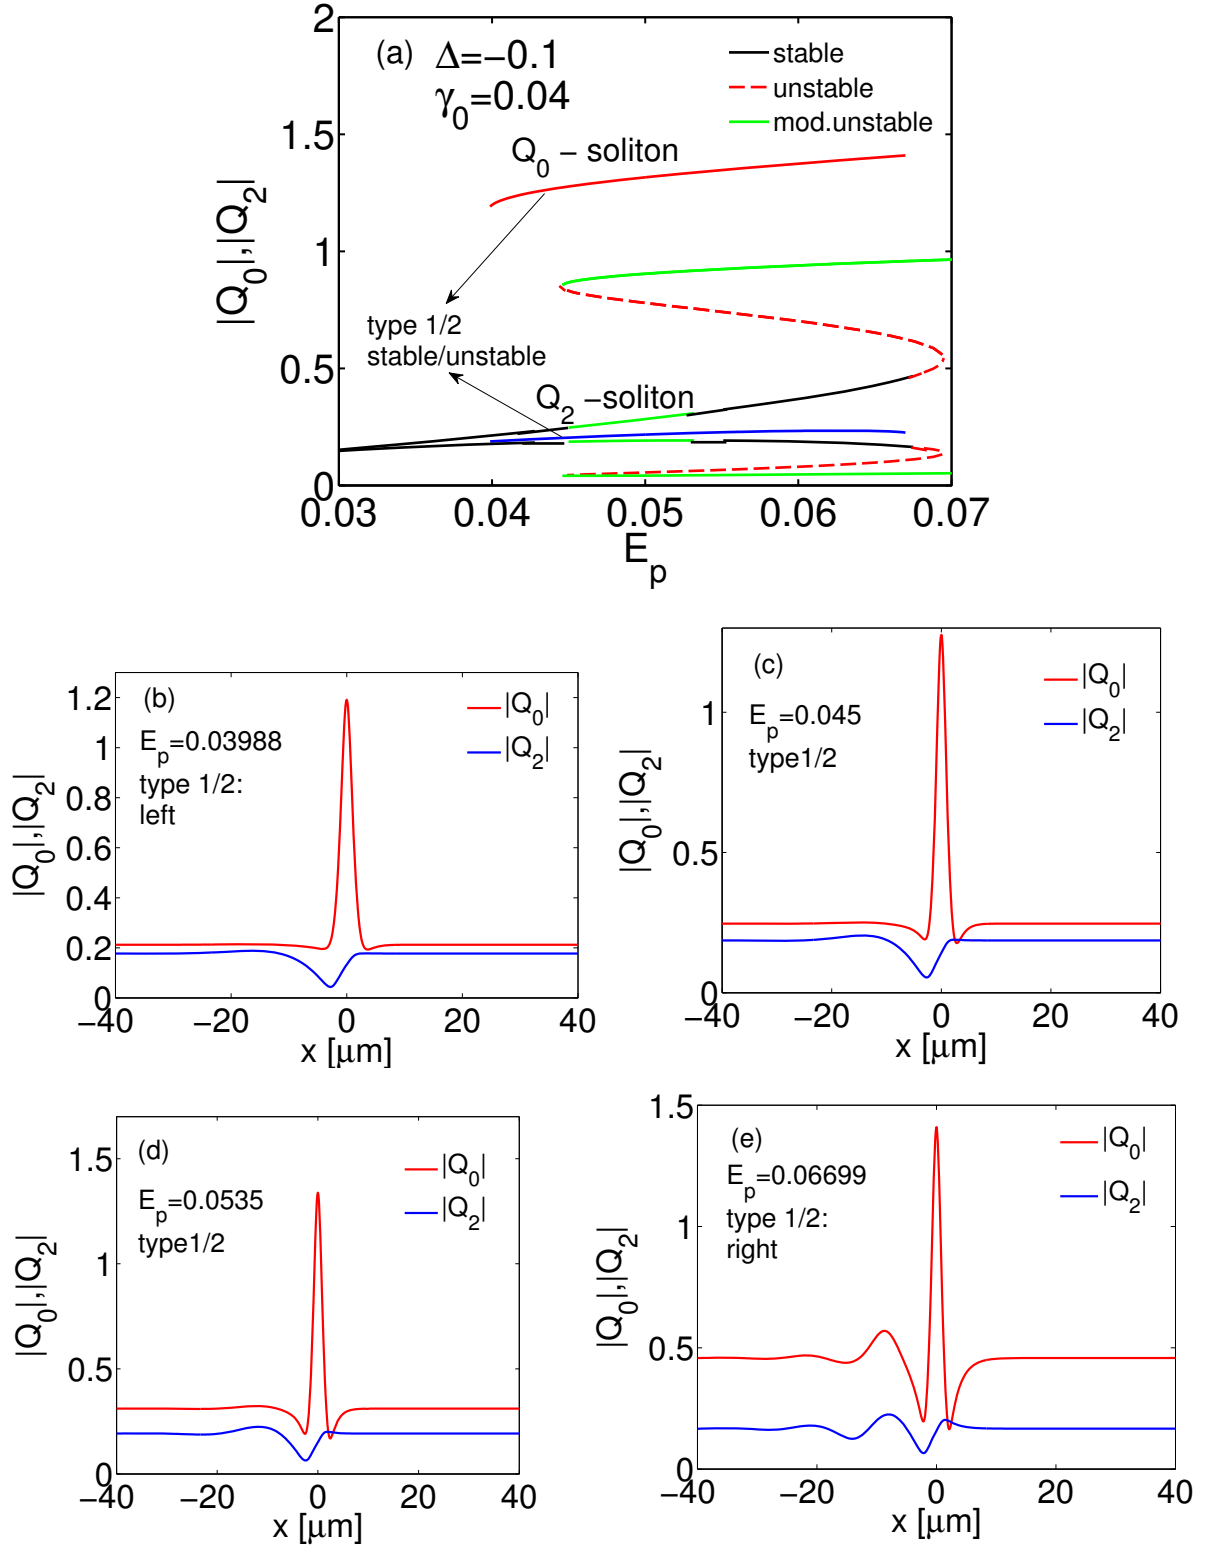 2
(a) Δ=−0.1
γ0=0.04
stable
unstable
mod.unstable
1.5
Q0 − soliton
|Q0|,|Q2|
1
type 1/2
stable/unstable
0.5
Q2 −soliton
0
0.03 0.04 0.05 0.06 0.07
Ep
(b)
Ep=0.03988
type 1/2:
left
|Q0|
|Q2|
|Q0|,|Q2|
1.2
1
0.8
0.6
0.4
0.2
0
−40 −20 0 20 40
x [μm]
(c)
Ep=0.045
type1/2
|Q0|
|Q2|
|Q0|,|Q2|
1
0.5
0
−40 −20 0 20 40
x [μm]
(d)
Ep=0.0535
type1/2
|Q0|
|Q2|
|Q0|,|Q2|
1.5
1
0.5
0
−40 −20 0 20 40
x [μm]
(e)
Ep=0.06699
type 1/2:
right
|Q0|
|Q2|
|Q0|,|Q2|
1.5
1
0.5
0
−40 −20 0 20 40
x [μm]